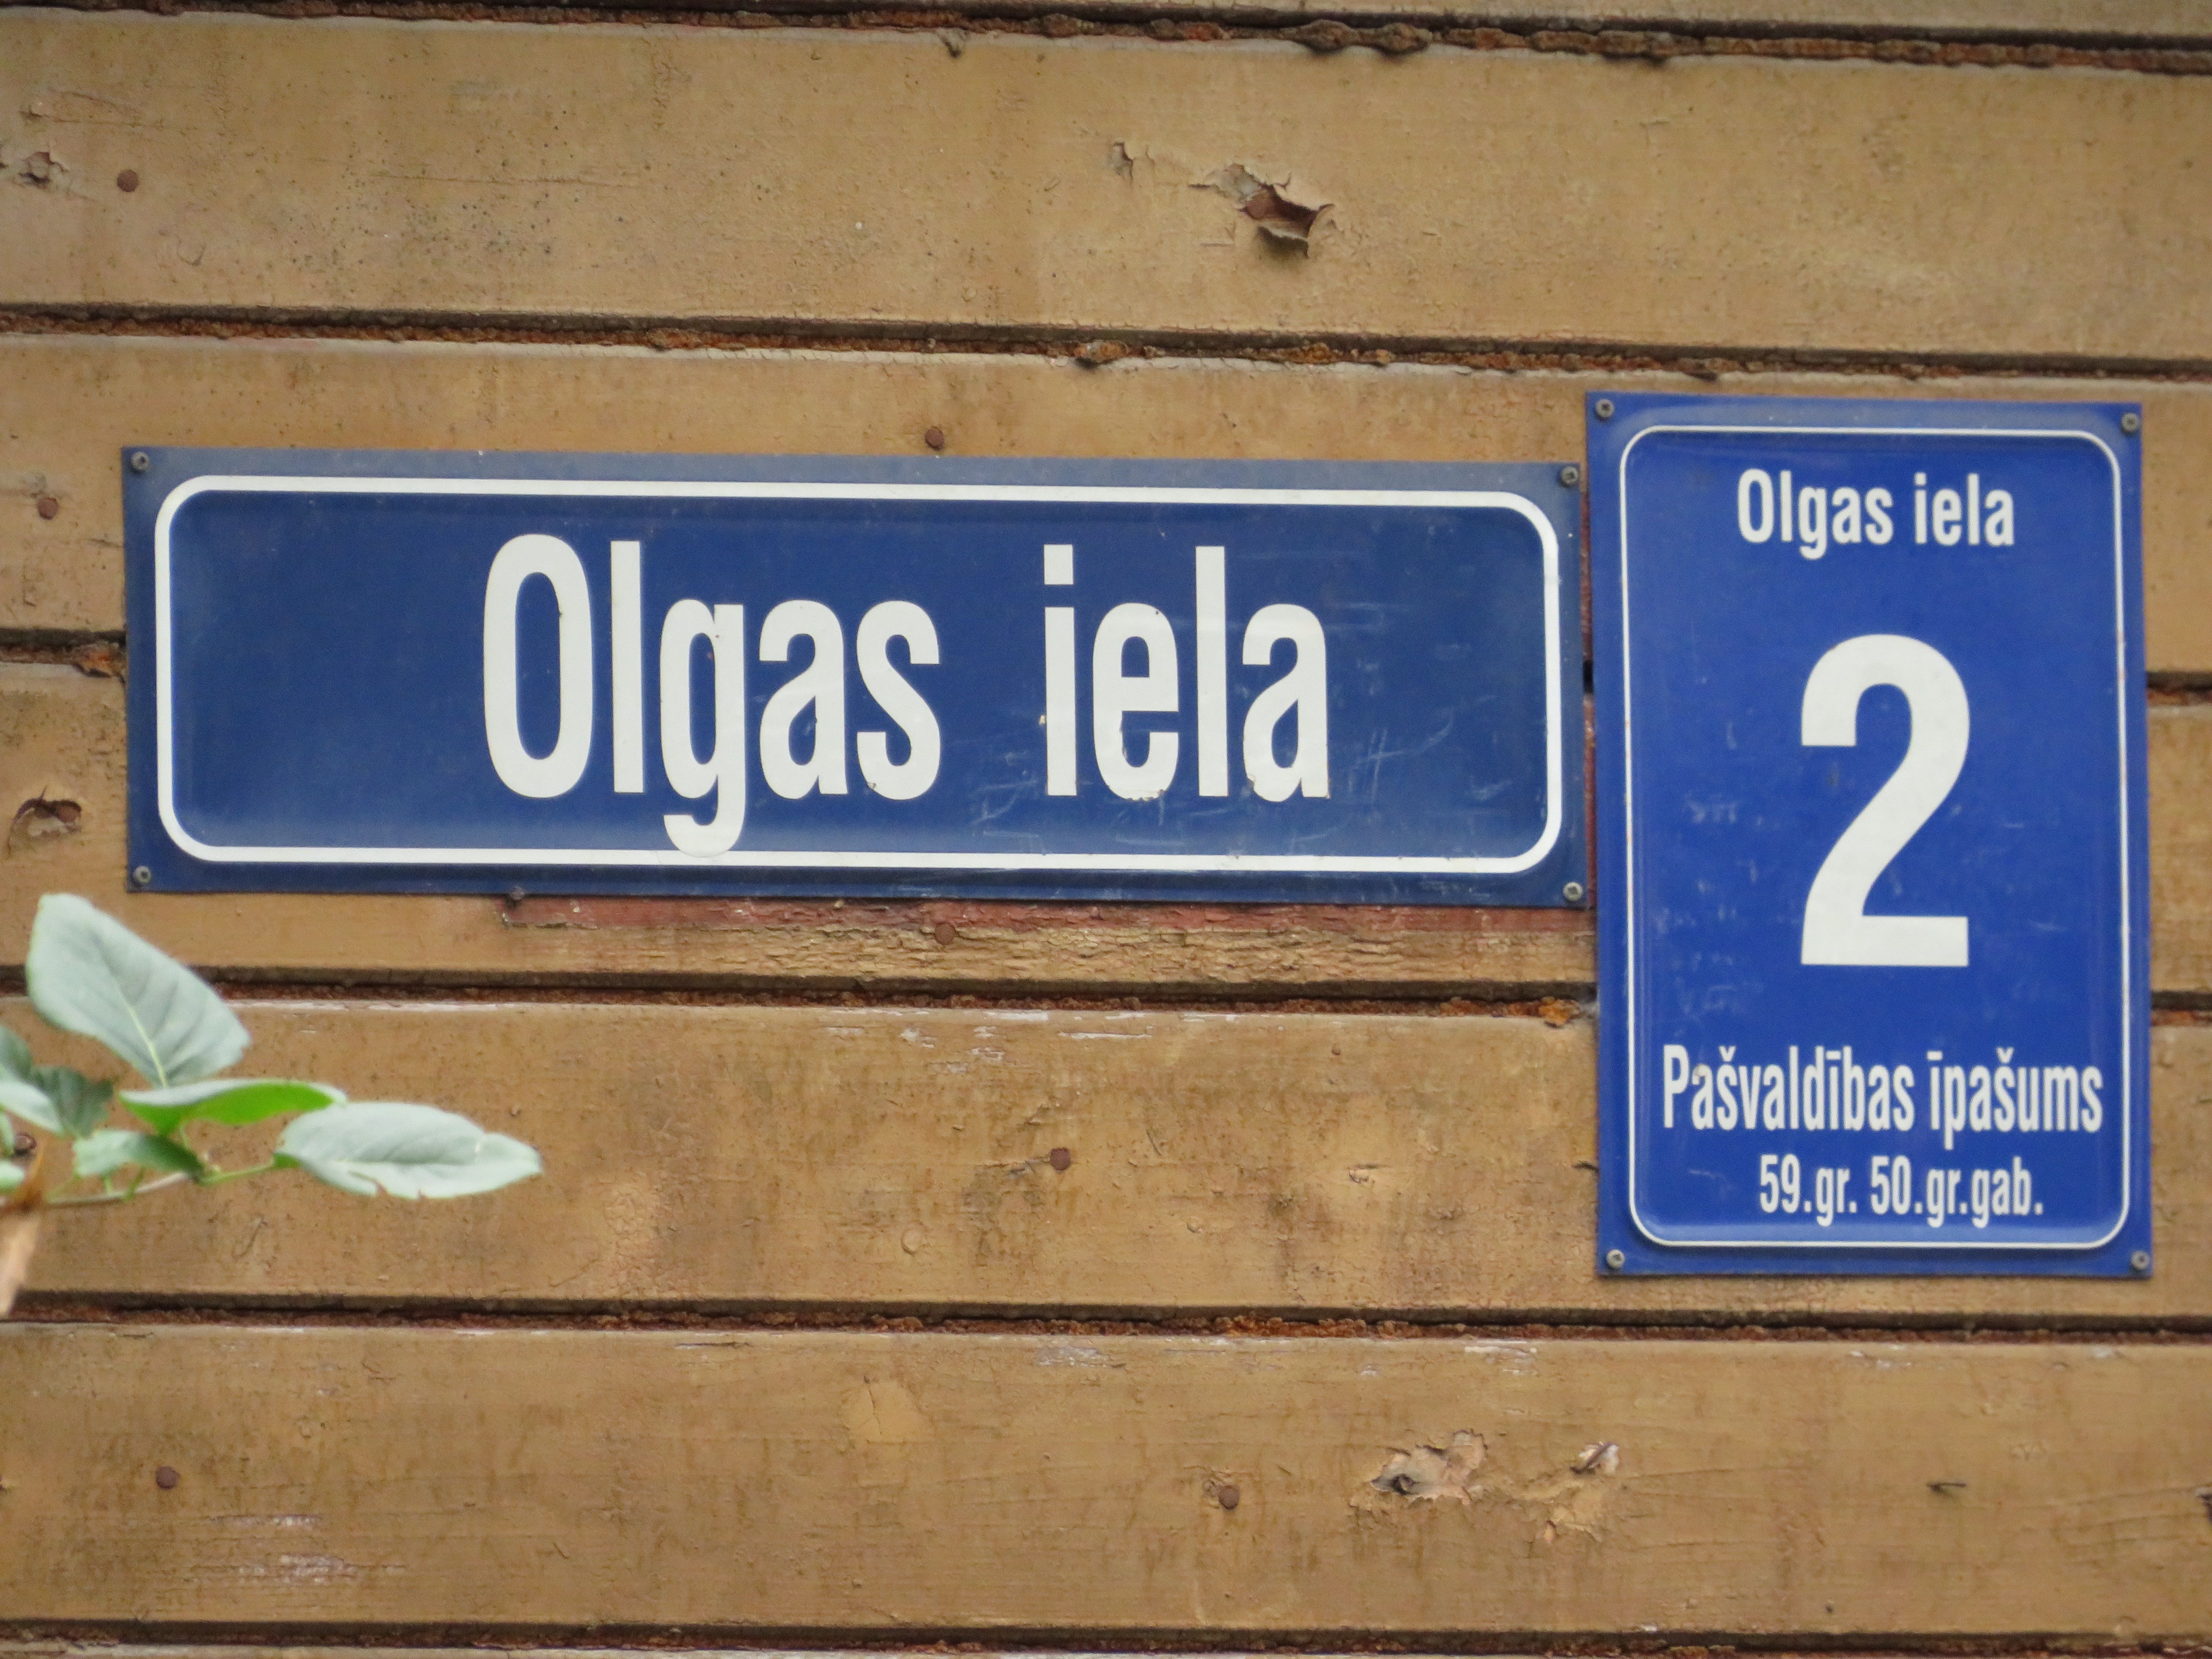 Olgas iela
Olgas iela
2
Pašvaldības īpašums
59.gr. 50.gr.gab.